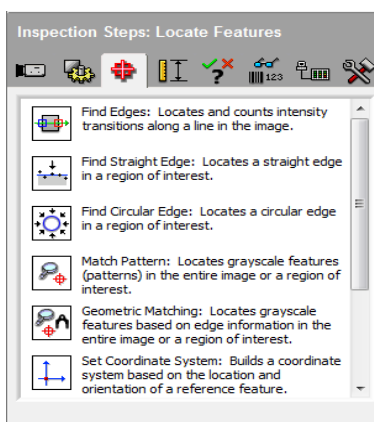 Inspection Steps: Locate Features
123
Find Edges: Locates and counts intensity
transitions along a line in the image.
Find Straight Edge: Locates a straight edge
in a region of interest.
Find Circular Edge: Locates a circular edge
in a region of interest.
Match Pattern: Locates grayscale features
(patterns) in the entire image or a region of
interest.
Geometric Matching: Locates grayscale
features based on edge information in the
entire image or a region of interest.
Set Coordinate System: Builds a coordinate
system based on the location and
orientation of a reference feature.